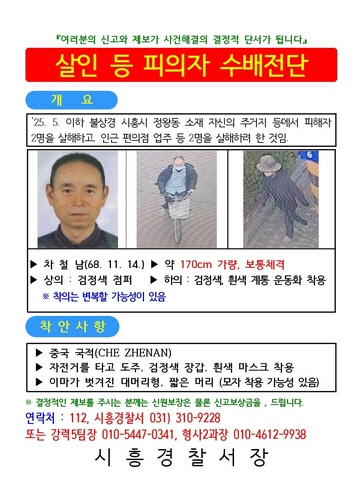 『여러분의 신고와 제보가 사건해결의 결정적 단서가 됩니다.』
살인 등 피의자 수배전단
개 요
'25. 5. 이하 불상경 시흥시 정왕동 소재 자신의 주거지 등에서 피해자
2명을 살해하고, 인근 편의점 업주 등 2명을 살해하려 한 것임.
▶ 차 철 남(68. 11. 14.) ▶ 약 170cm 가량, 보통체격
▶ 상의 : 검정색 점퍼 ▶ 하의 : 검정색, 흰색 계통 운동화 착용
※ 착의는 변복할 가능성이 있음
착 안 사 항
▶ 중국 국적(CHE ZHENAN)
▶ 자전거를 타고 도주, 검정색 장갑, 흰색 마스크 착용
▶ 이마가 벗겨진 대머리형, 짧은 머리 (모자 착용 가능성 있음)
※ 결정적인 제보를 주시는 분께는 신원보장은 물론 신고보상금을 , 드립니다.
연락처 : 112, 시흥경찰서 031) 310-9228
또는 강력5팀장 010-5447-0341, 형사2과장 010-4612-9938
시 흥 경 찰 서 장